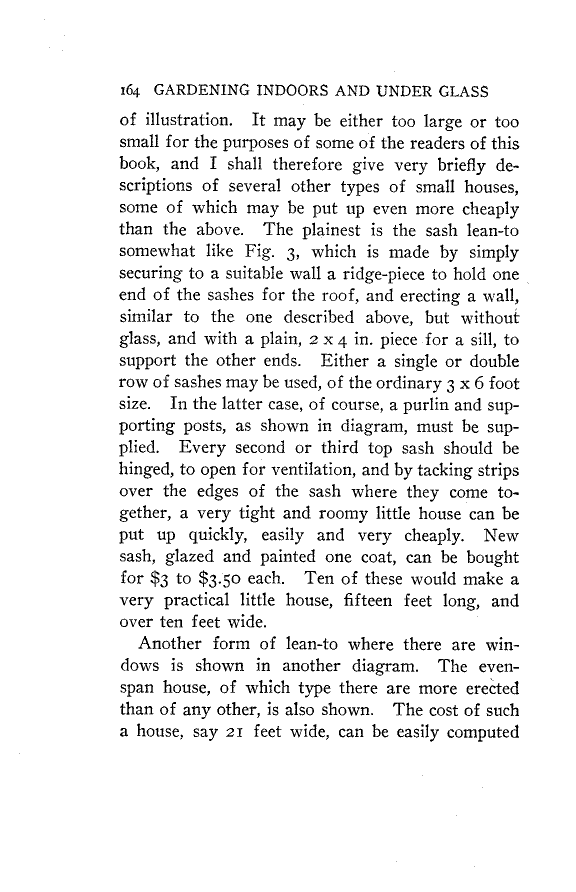 164 GARDENING INDOORS AND UNDER GLASS
of illustration. It may be either too large or too
small for the purposes of some of the readers of this
book, and I shall therefore give very briefly de-
scriptions of several other types of small houses,
some of which may be put up even more cheaply
than the above. The plainest is the sash lean-to
somewhat like Fig. 3, which is made by simply
securing to a suitable wall a ridge-piece to hold one
end of the sashes for the roof, and erecting a wall,
similar to the one described above, but without
glass, and with a plain, 2 x 4 in. piece for a sill, to
support the other ends. Either a single or double
row of sashes may be used, of the ordinary 3 x 6 foot
size. In the latter case, of course, a purlin and sup-
porting posts, as shown in diagram, must be sup-
plied. Every second or third top sash should be
hinged, to open for ventilation, and by tacking strips
over the edges of the sash where they come to-
gether, a very tight and roomy little house can be
put up quickly, easily and very cheaply. New
sash, glazed and painted one coat, can be bought
for $3 to $3.50 each. Ten of these would make a
very practical little house, fifteen feet long, and
over ten feet wide.
Another form of lean-to where there are win-
dows is shown in another diagram. The even-
span house, of which type there are more erected
than of any other, is also shown. The cost of such
a house, say 21 feet wide, can be easily computed